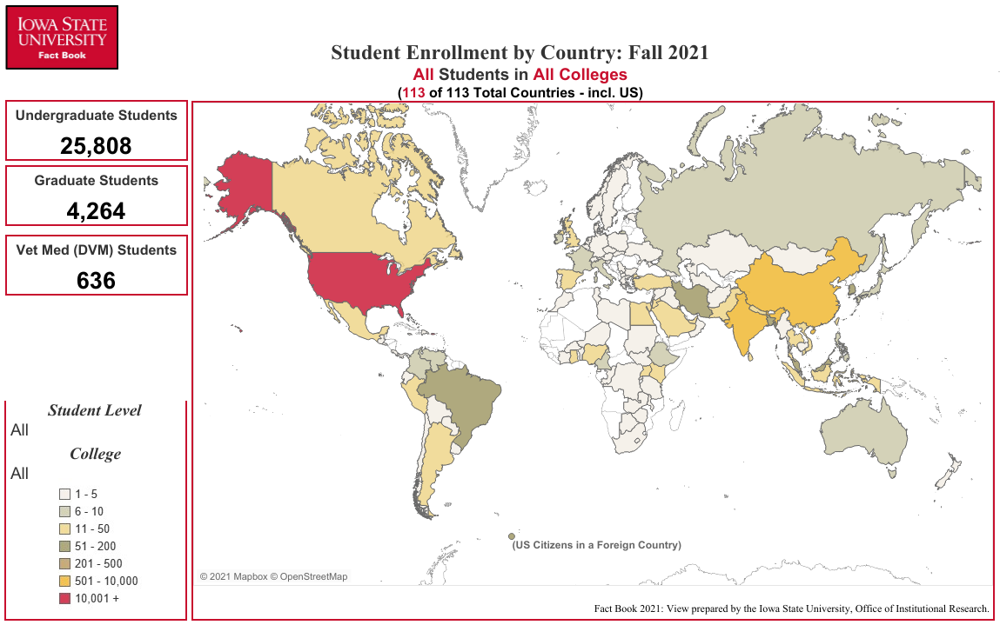 IOWA STATE
UNIVERSITY
Fact Book
Student Enrollment by Country: Fall 2021
All Students in All Colleges
(113 of 113 Total Countries - incl. US)
Undergraduate Students
25,808
Graduate Students
4,264
Vet Med (DVM) Students
636
Student Level
All
College
All
1 - 5
6 - 10
11 - 50
51 - 200
201 - 500
501 - 10,000
10,001 +
(US Citizens in a Foreign Country)
© 2021 Mapbox © OpenStreetMap
Fact Book 2021: View prepared by the Iowa State University, Office of Institutional Research.